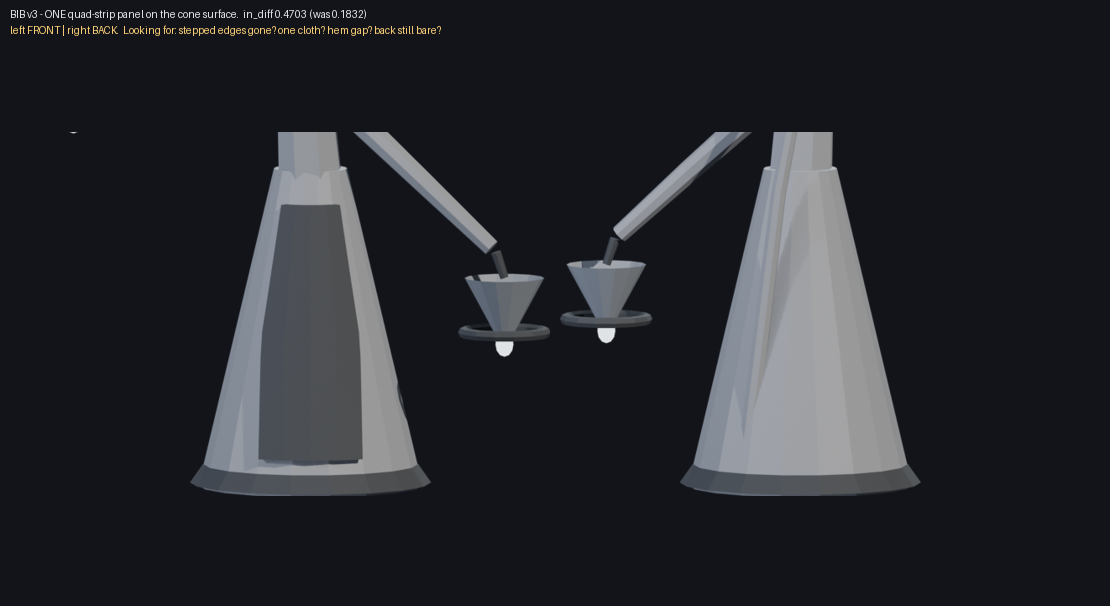 BIB v3 - ONE quad-strip panel on the cone surface.  in_diff 0.4703 (was 0.1832)
left FRONT | right BACK.  Looking for: stepped edges gone? one cloth? hem gap? back still bare?